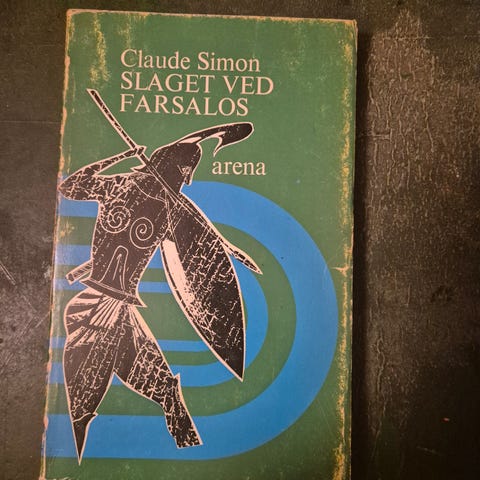 Claude Simon
SLAGET VED
FARSALOS
arena